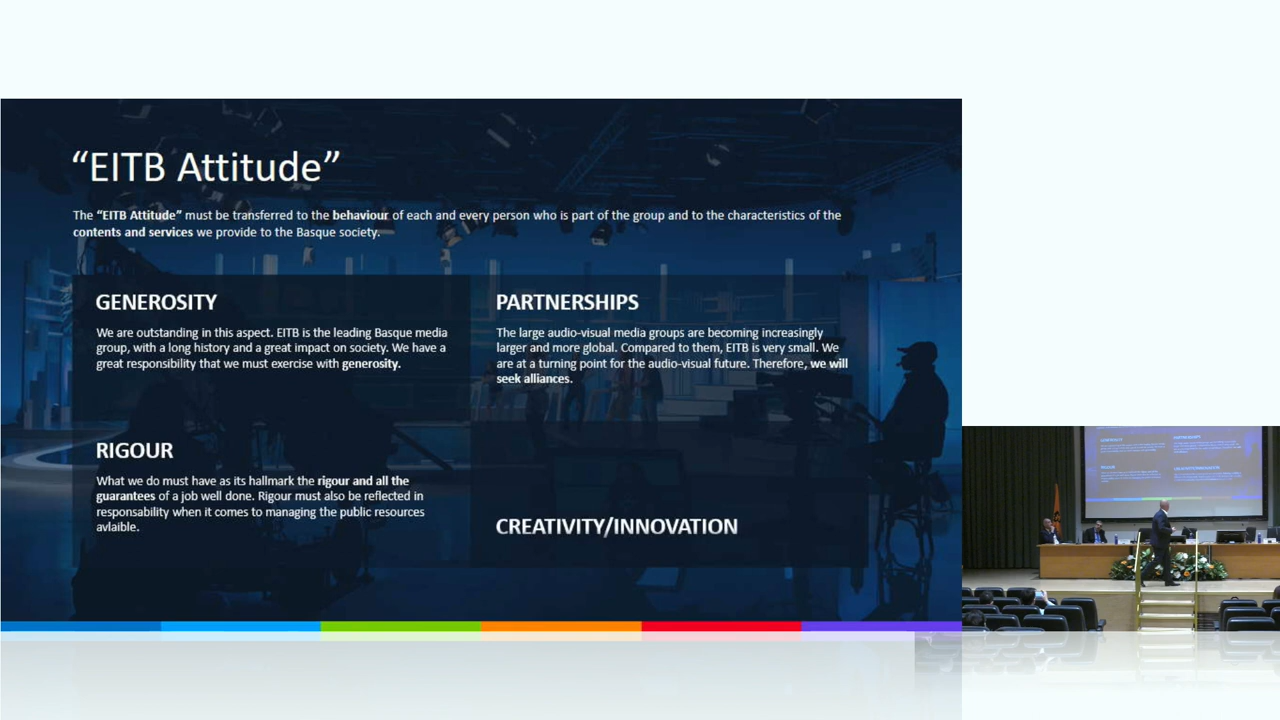 “EITB Attitude”
The “EITB Attitude” must be transferred to the behaviour of each and every person who is part of the group and to the characteristics of the
contents and services we provide to the Basque society.
GENEROSITY
We are outstanding in this aspect. EITB is the leading Basque media
group, with a long history and a great impact on society. We have a
great responsibility that we must exercise with generosity.
PARTNERSHIPS
The large audio-visual media groups are becoming increasingly
larger and more global. Compared to them, EITB is very small. We
are at a turning point for the audio-visual future. Therefore, we will
seek alliances.
RIGOUR
What we do must have as its hallmark the rigour and all the
guarantees of a job well done. Rigour must also be reflected in
responsability when it comes to managing the public resources
avlaible.
CREATIVITY/INNOVATION